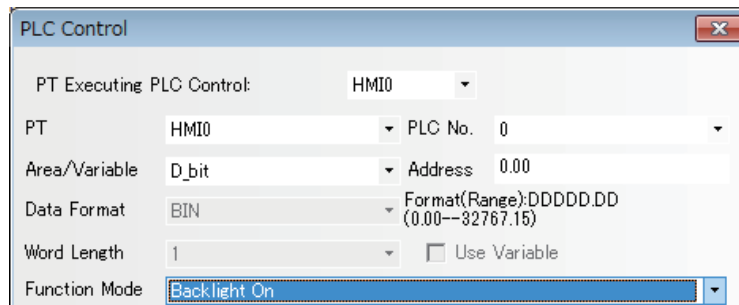 PLC Control
PT Executing PLC Control: HMI0
PT HMI0 PLC No. 0
Area/Variable D_bit Address 0.00
Data Format BIN Format(Range):DDDDD.DD
(0.00--32767.15)
Word Length 1 Use Variable
Function Mode Backlight On